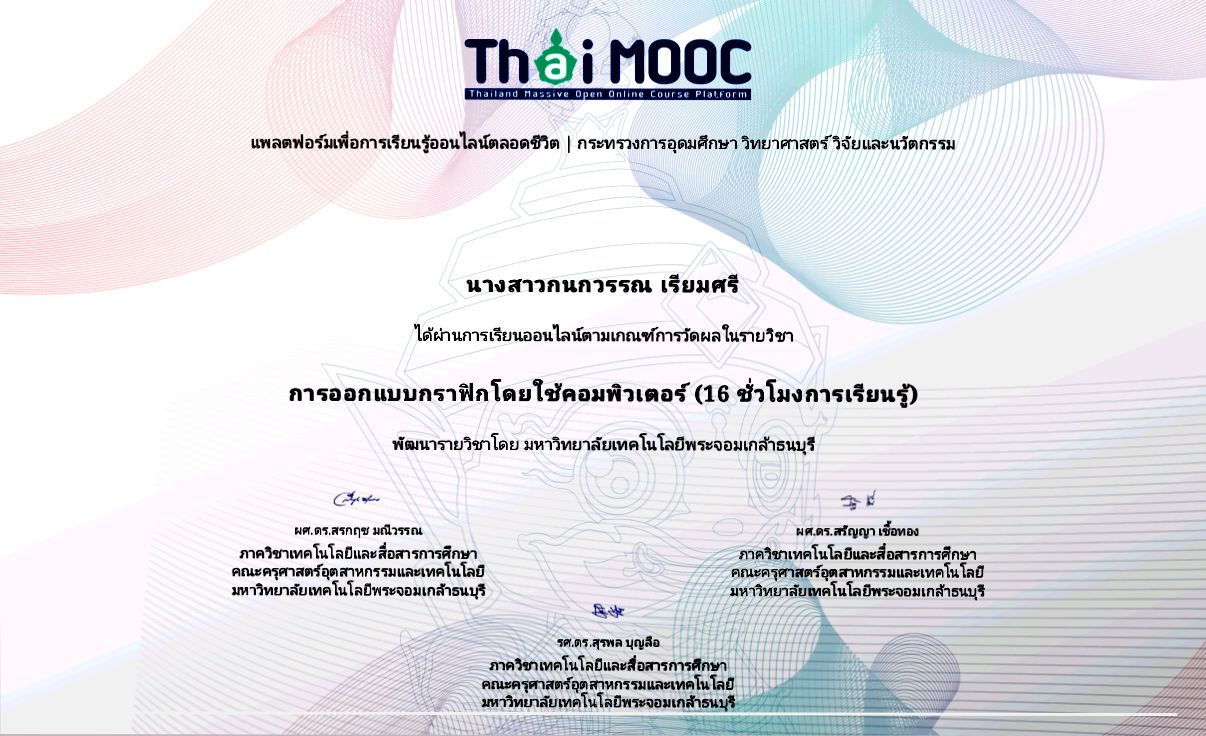 Thai MOOC
Thailand Massive Open Online Course Platform
แพลตฟอร์มเพื่อการเรียนรู้ออนไลน์ตลอดชีวิต | กระทรวงการอุดมศึกษา วิทยาศาสตร์ วิจัยและนวัตกรรม
นางสาวกนกวรรณ เรียมศรี
ได้ผ่านการเรียนออนไลน์ตามเกณฑ์การวัดผลในรายวิชา
การออกแบบกราฟิกโดยใช้คอมพิวเตอร์ (16 ชั่วโมงการเรียนรู้)
พัฒนารายวิชาโดย มหาวิทยาลัยเทคโนโลยีพระจอมเกล้าธนบุรี
ผศ.ดร.สรกฤช มณีวรรณ
ภาควิชาเทคโนโลยีและสื่อสารการศึกษา
คณะครุศาสตร์อุตสาหกรรมและเทคโนโลยี
มหาวิทยาลัยเทคโนโลยีพระจอมเกล้าธนบุรี
ผศ.ดร.สรัญญา เชื้อทอง
ภาควิชาเทคโนโลยีและสื่อสารการศึกษา
คณะครุศาสตร์อุตสาหกรรมและเทคโนโลยี
มหาวิทยาลัยเทคโนโลยีพระจอมเกล้าธนบุรี
รศ.ดร.สุรพล บุญลือ
ภาควิชาเทคโนโลยีและสื่อสารการศึกษา
คณะครุศาสตร์อุตสาหกรรมและเทคโนโลยี
มหาวิทยาลัยเทคโนโลยีพระจอมเกล้าธนบุรี